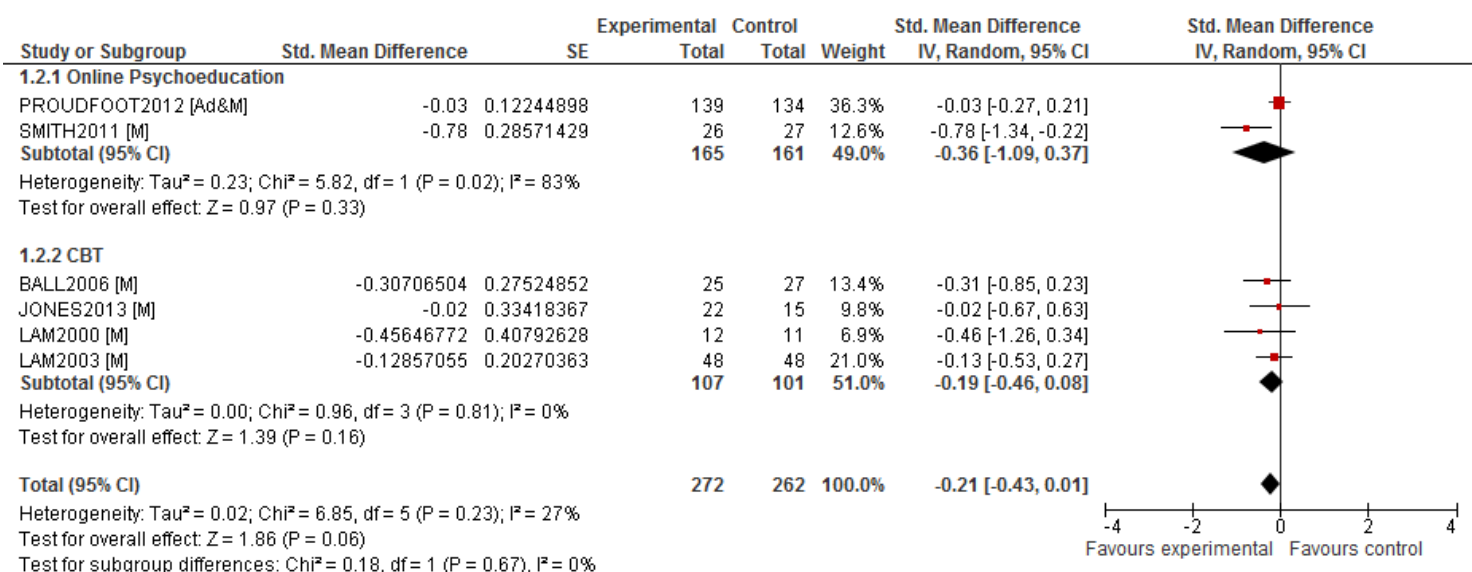 Experimental Control Std. Mean Difference Std. Mean Difference
Study or Subgroup Std. Mean Difference SE Total Total Weight IV, Random, 95% CI IV, Random, 95% CI
1.2.1 Online Psychoeducation
PROUDFOOT2012 [Ad&M] -0.03 0.12244898 139 134 36.3% -0.03 [-0.27, 0.21]
SMITH2011 [M] -0.78 0.28571429 26 27 12.6% -0.78 [-1.34, -0.22]
Subtotal (95% CI) 165 161 49.0% -0.36 [-1.09, 0.37]
Heterogeneity: Tau² = 0.23; Chi² = 5.82, df = 1 (P = 0.02); I² = 83%
Test for overall effect: Z = 0.97 (P = 0.33)
1.2.2 CBT
BALL2006 [M] -0.30706504 0.27524852 25 27 13.4% -0.31 [-0.85, 0.23]
JONES2013 [M] -0.02 0.33418367 22 15 9.8% -0.02 [-0.67, 0.63]
LAM2000 [M] -0.45646772 0.40792628 12 11 6.9% -0.46 [-1.26, 0.34]
LAM2003 [M] -0.12857055 0.20270363 48 48 21.0% -0.13 [-0.53, 0.27]
Subtotal (95% CI) 107 101 51.0% -0.19 [-0.46, 0.08]
Heterogeneity: Tau² = 0.00; Chi² = 0.96, df = 3 (P = 0.81); I² = 0%
Test for overall effect: Z = 1.39 (P = 0.16)
Total (95% CI) 272 262 100.0% -0.21 [-0.43, 0.01]
Heterogeneity: Tau² = 0.02; Chi² = 6.85, df = 5 (P = 0.23); I² = 27%
Test for overall effect: Z = 1.86 (P = 0.06)
Test for subgroup differences: Chi² = 0.18, df = 1 (P = 0.67), I² = 0%
-4 -2 0 2 4
Favours experimental Favours control